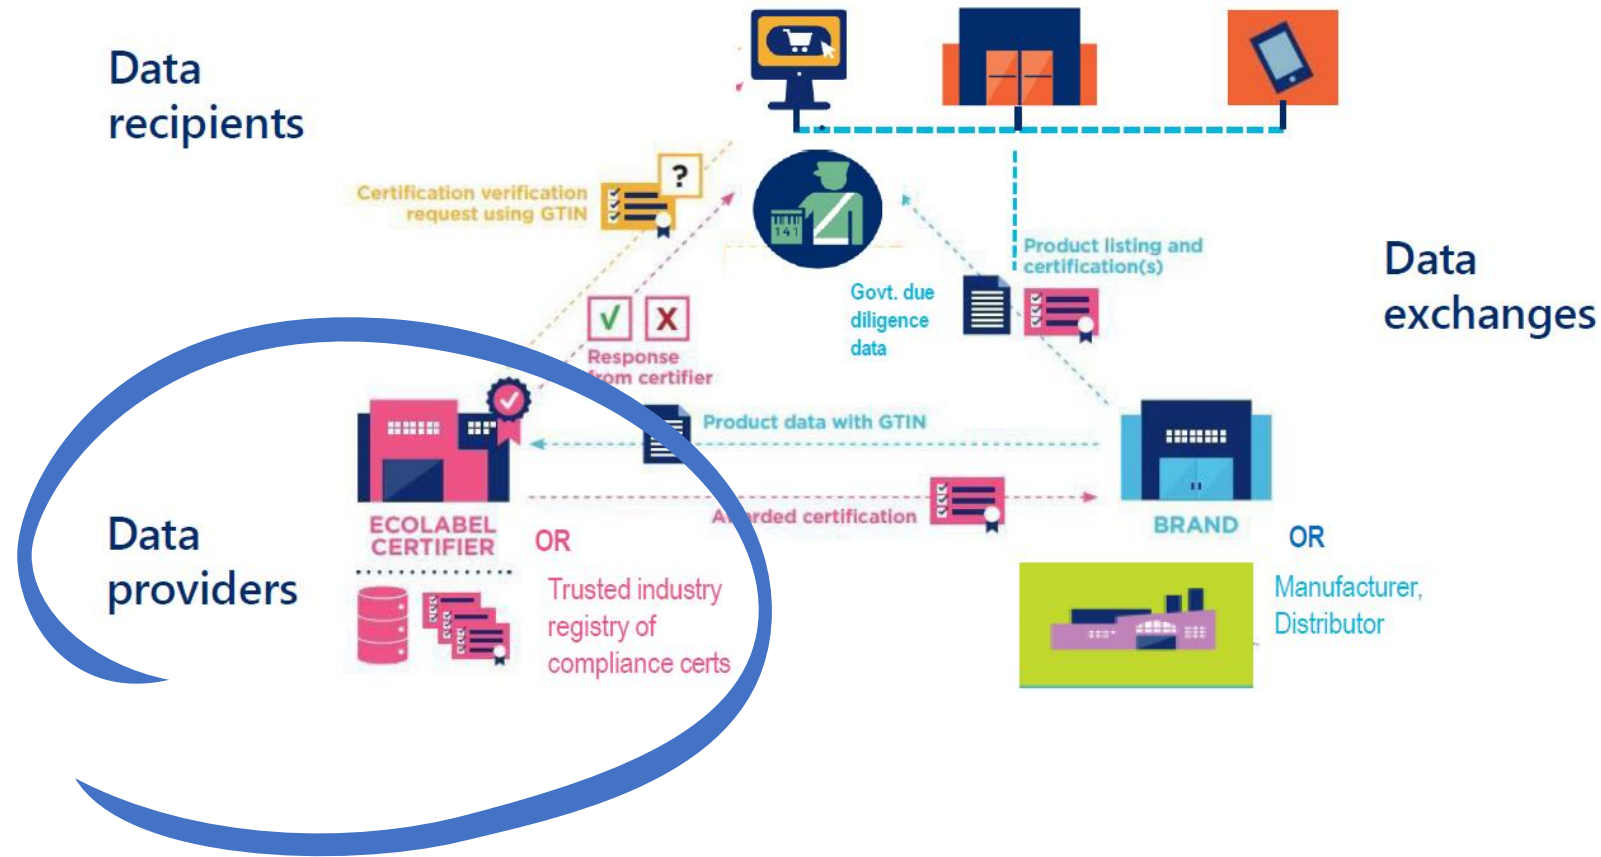 Data
recipients
?
Certification verification
request using GTIN
141
Product listing and
certification(s)
Data
exchanges
Govt. due
diligence
data
√ X
Response
from certifier
Product data with GTIN
Awarded certification
Data
providers
ECOLABEL
CERTIFIER
OR
Trusted industry
registry of
compliance certs
BRAND
OR
Manufacturer,
Distributor